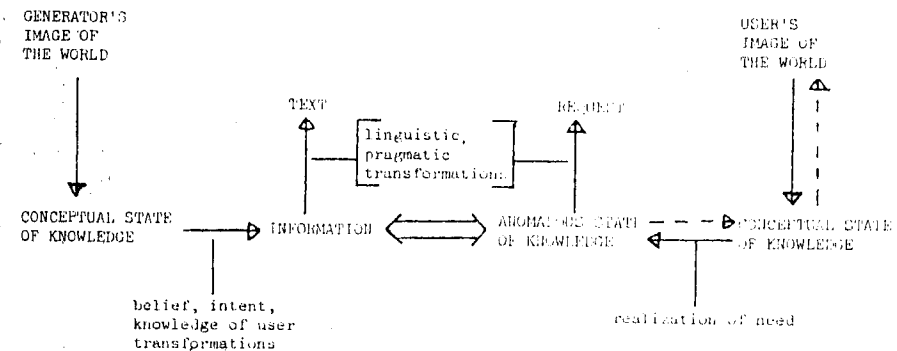 GENERATOR'S
IMAGE OF
THE WORLD
USER'S
IMAGE OF
THE WORLD
TEXT
REQUEST
linguistic,
pragmatic
transformations
CONCEPTUAL STATE
OF KNOWLEDGE
INFORMATION
ANOMALOUS STATE
OF KNOWLEDGE
CONCEPTUAL STATE
OF KNOWLEDGE
belief, intent,
knowledge of user
transformations
realization of need